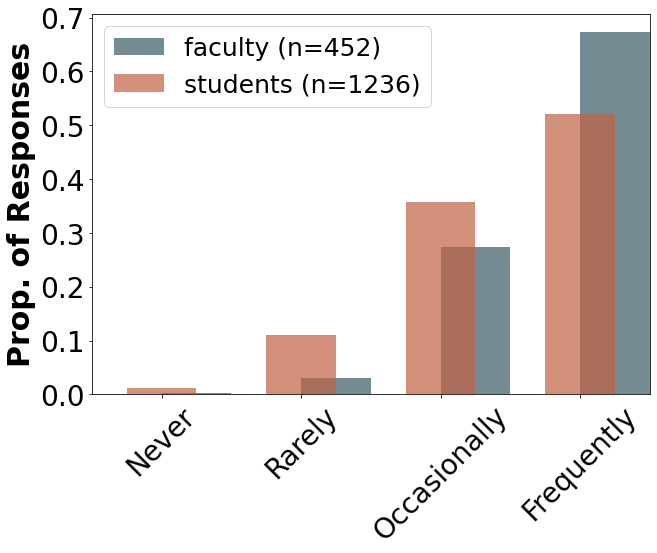 0.7
0.6
0.5
0.4
0.3
0.2
0.1
0.0
Prop. of Responses
faculty (n=452)
students (n=1236)
Never
Rarely
Occasionally
Frequently